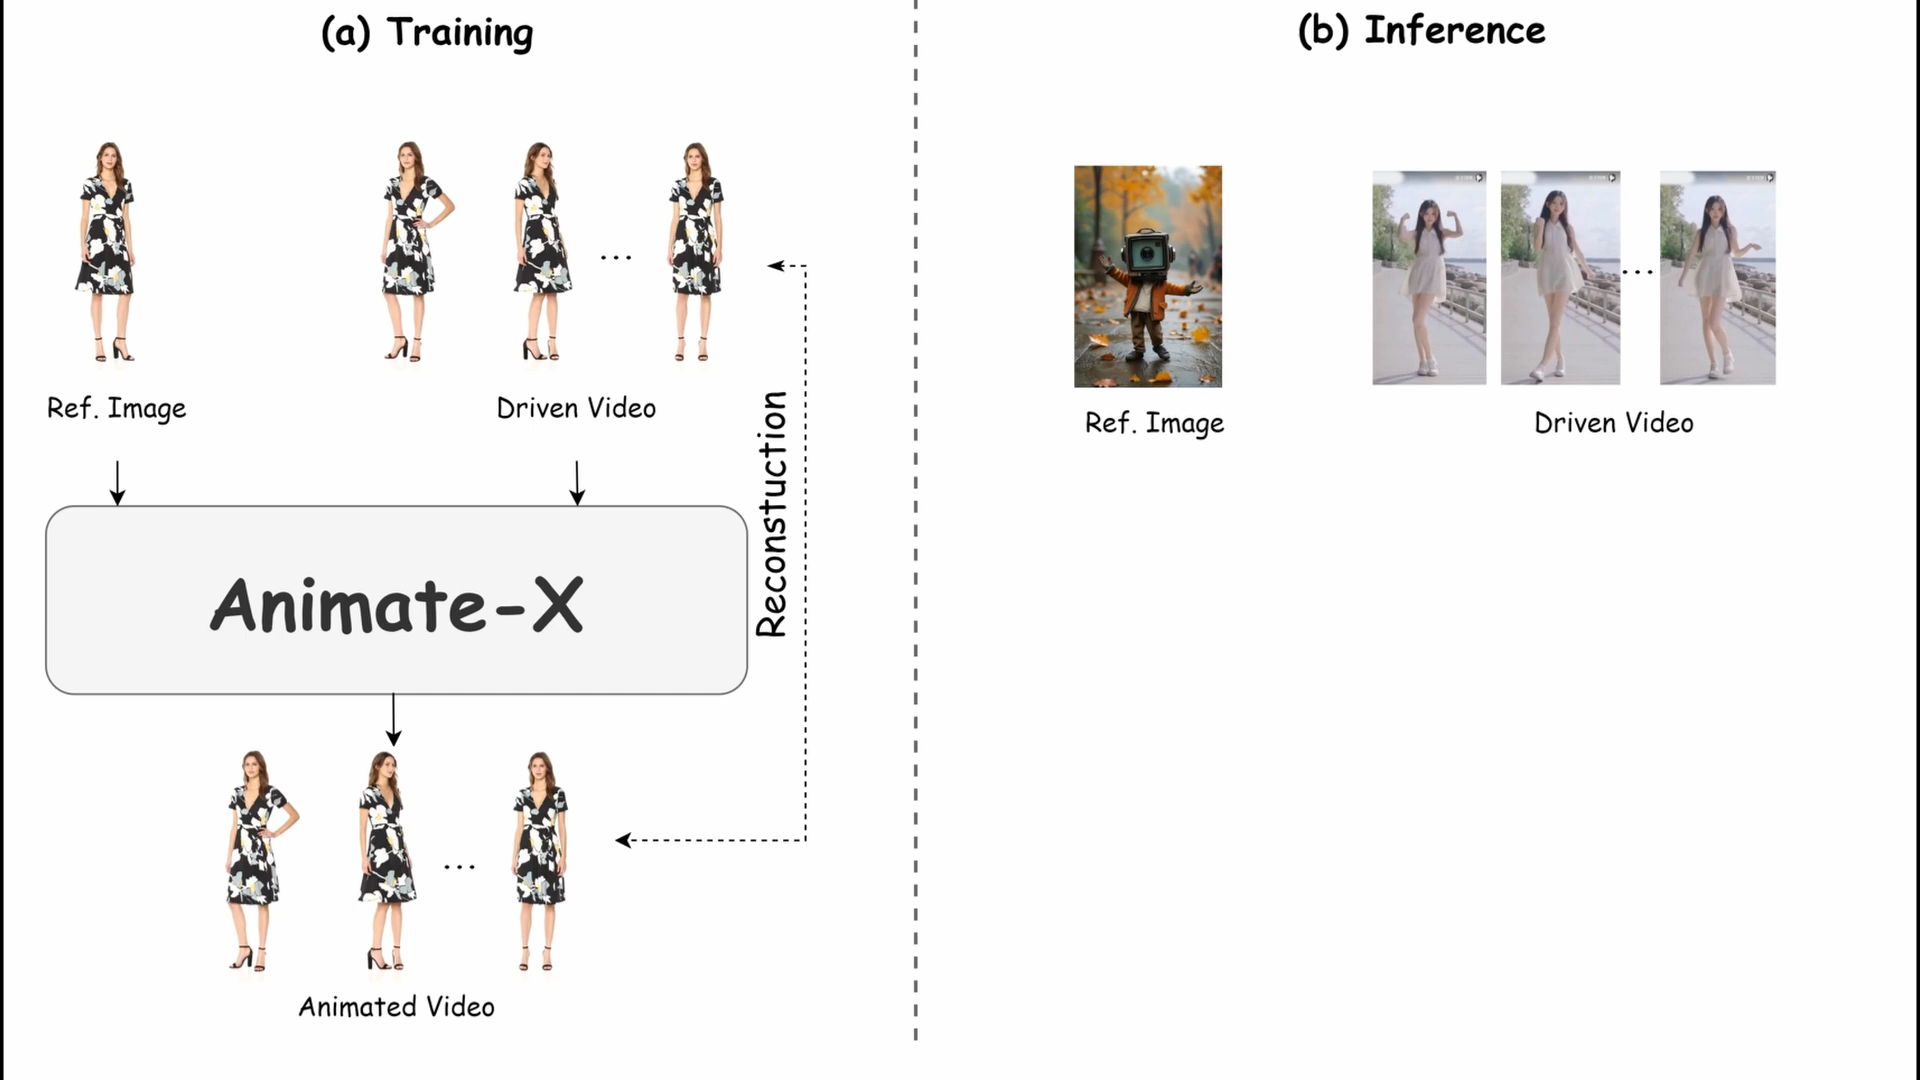 (a) Training
(b) Inference
Ref. Image
Driven Video
Reconstuction
Animate-X
Animated Video
Ref. Image
Driven Video